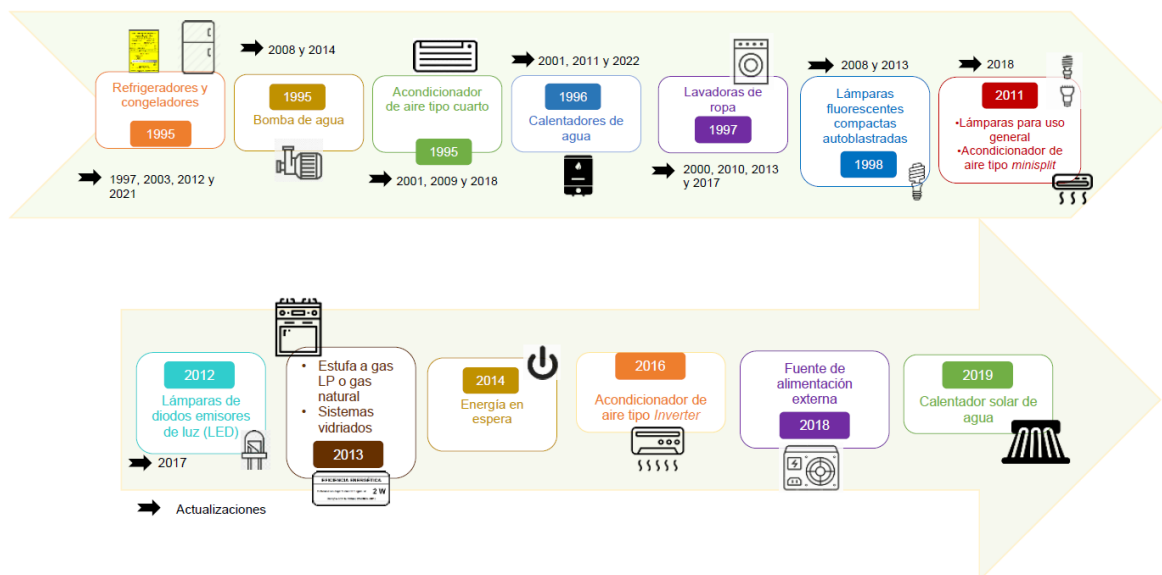 Refrigeradores y
congeladores
1995
1997, 2003, 2012 y
2021
2008 y 2014
1995
Bomba de agua
Acondicionador
de aire tipo cuarto
1995
2001, 2009 y 2018
2001, 2011 y 2022
1996
Calentadores de
agua
Lavadoras de
ropa
1997
2000, 2010, 2013
y 2017
2008 y 2013
Lámparas
fluorescentes
compactas
autoblastradas
1998
2018
2011
•Lámparas para uso
general
•Acondicionador de
aire tipo minisplit
2012
Lámparas de
diodos emisores
de luz (LED)
2017
• Estufa a gas
LP o gas
natural
• Sistemas
vidriados
2013
EFICIENCIA ENERGÉTICA
2 W
2014
Energía en
espera
2016
Acondicionador de
aire tipo Inverter
Fuente de
alimentación
externa
2018
2019
Calentador solar de
agua
Actualizaciones